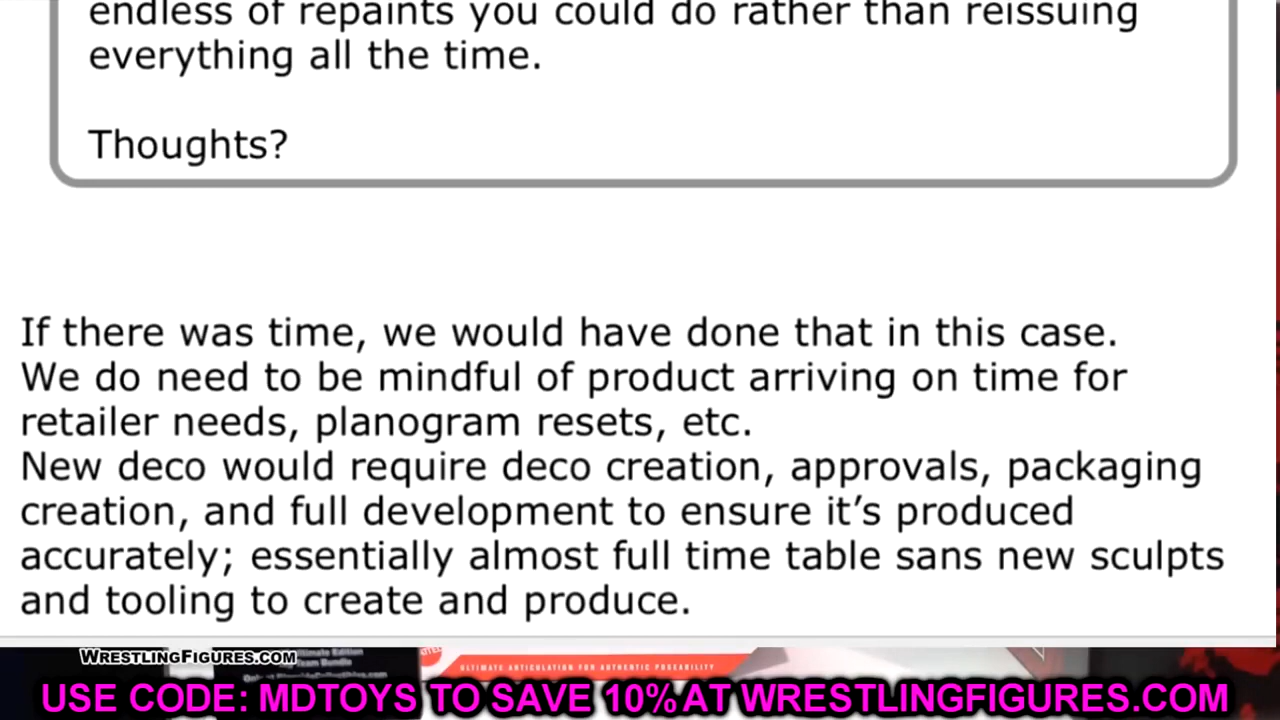 endless of repaints you could do rather than reissuing
everything all the time.
Thoughts?
If there was time, we would have done that in this case.
We do need to be mindful of product arriving on time for
retailer needs, planogram resets, etc.
New deco would require deco creation, approvals, packaging
creation, and full development to ensure it’s produced
accurately; essentially almost full time table sans new sculpts
and tooling to create and produce.
WRESTLINGFIGURES.COM
ULTIMATE ARTICULATION FOR AUTHENTIC POSEABILITY
USE CODE: MDTOYS TO SAVE 10% AT WRESTLINGFIGURES.COM